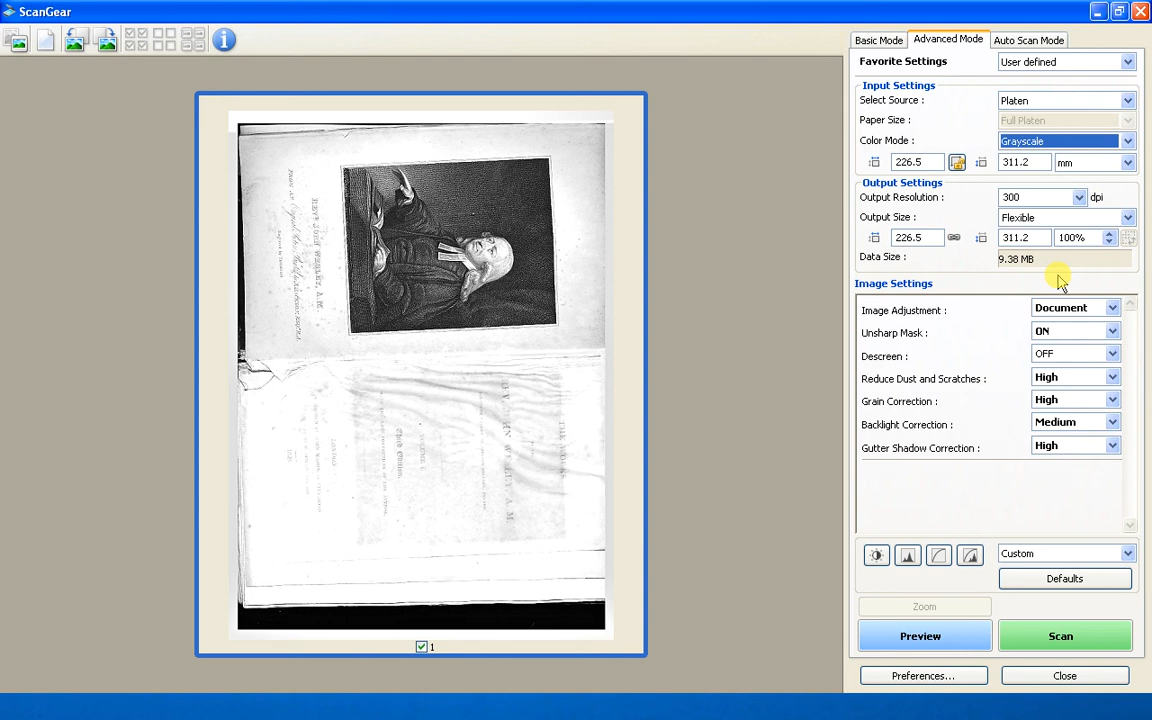 ScanGear
Basic Mode
Advanced Mode
Auto Scan Mode
Favorite Settings
User defined
Input Settings
Select Source :
Platen
Paper Size :
Full Platen
Color Mode :
Grayscale
226.5
311.2
mm
Output Settings
Output Resolution :
300
dpi
Output Size :
Flexible
226.5
311.2
100%
Data Size :
9.38 MB
Image Settings
Image Adjustment :
Document
Unsharp Mask :
ON
Descreen :
OFF
Reduce Dust and Scratches :
High
Grain Correction :
High
Backlight Correction :
Medium
Gutter Shadow Correction :
High
Custom
Defaults
Zoom
Preview
Scan
Preferences...
Close
REVD. JOHN WESLEY, A.M.
1